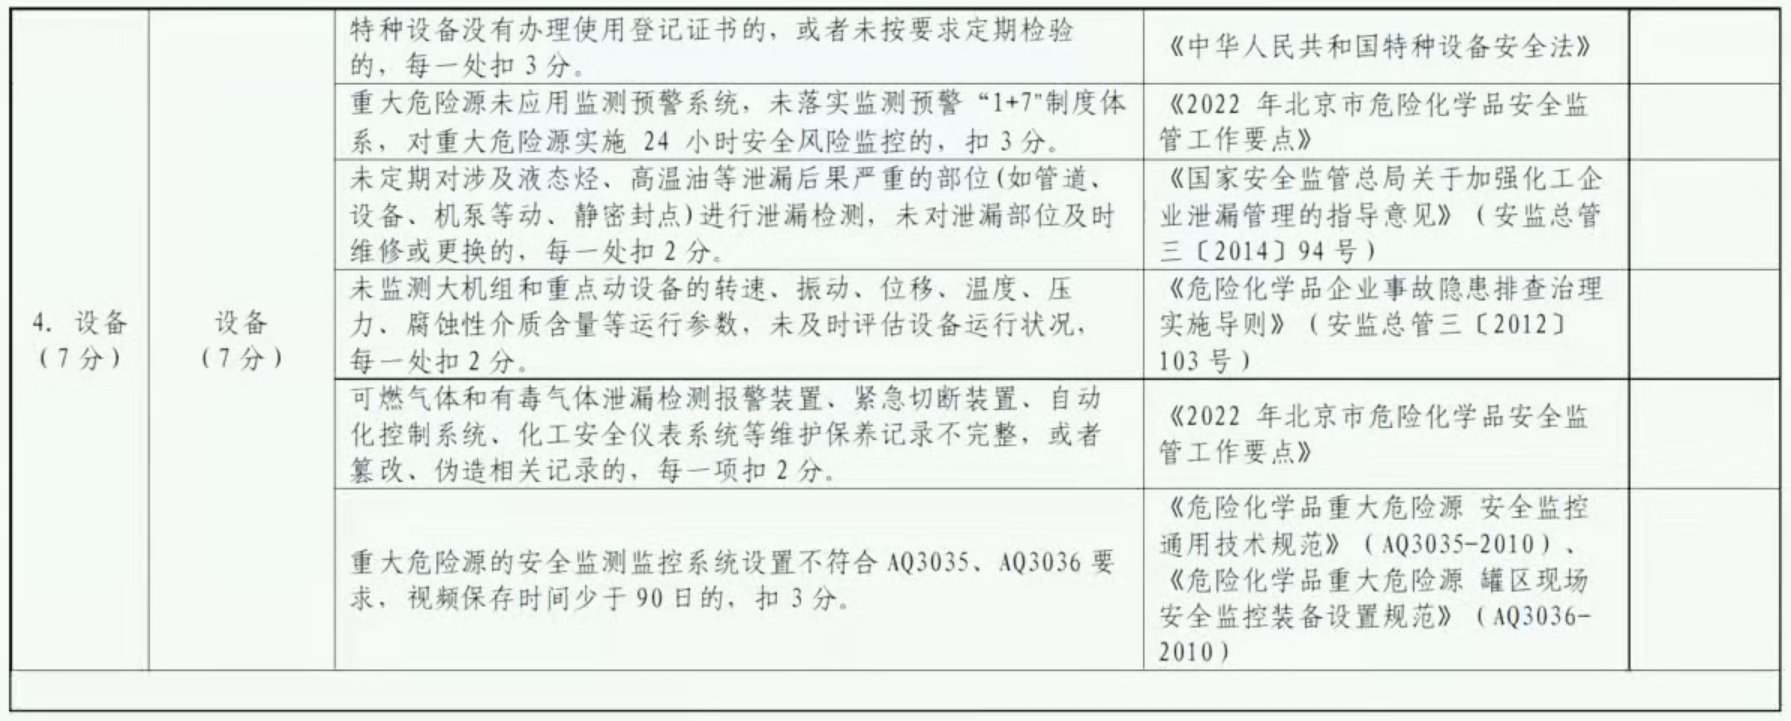 特种设备没有办理使用登记证书的，或者未按要求定期检验
的，每一处扣 3 分。
《中华人民共和国特种设备安全法》
重大危险源未应用监测预警系统，未落实监测预警 “1+7"制度体
系，对重大危险源实施 24 小时安全风险监控的，扣 3 分。
《2022 年北京市危险化学品安全监
管工作要点》
未定期对涉及液态烃、高温油等泄漏后果严重的部位(如管道、
设备、机泵等动、静密封点)进行泄漏检测，未对泄漏部位及时
维修或更换的，每一处扣 2 分。
《国家安全监管总局关于加强化工企
业泄漏管理的指导意见》（安监总管
三〔2014〕94 号）
4. 设备
（7 分）
设备
（7 分）
未监测大机组和重点动设备的转速、振动、位移、温度、压
力、腐蚀性介质含量等运行参数，未及时评估设备运行状况，
每一处扣 2 分。
《危险化学品企业事故隐患排查治理
实施导则》（安监总管三〔2012〕
103 号）
可燃气体和有毒气体泄漏检测报警装置、紧急切断装置、自动
化控制系统、化工安全仪表系统等维护保养记录不完整，或者
篡改、伪造相关记录的，每一项扣 2 分。
《2022 年北京市危险化学品安全监
管工作要点》
重大危险源的安全监测监控系统设置不符合 AQ3035、AQ3036 要
求，视频保存时间少于 90 日的，扣 3 分。
《危险化学品重大危险源 安全监控
通用技术规范》（AQ3035-2010）、
《危险化学品重大危险源 罐区现场
安全监控装备设置规范》（AQ3036-
2010）